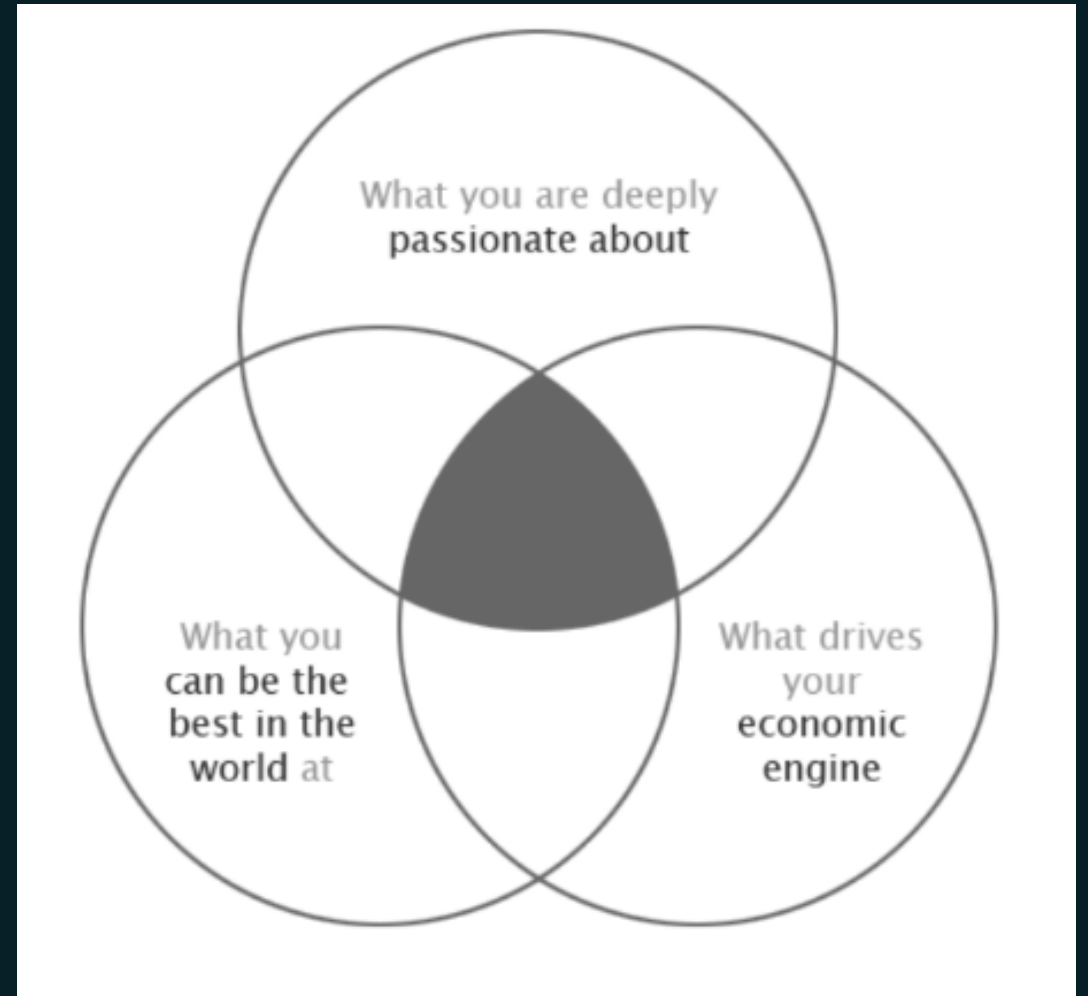 What you are deeply
passionate about
What you
can be the
best in the
world at
What drives
your
economic
engine